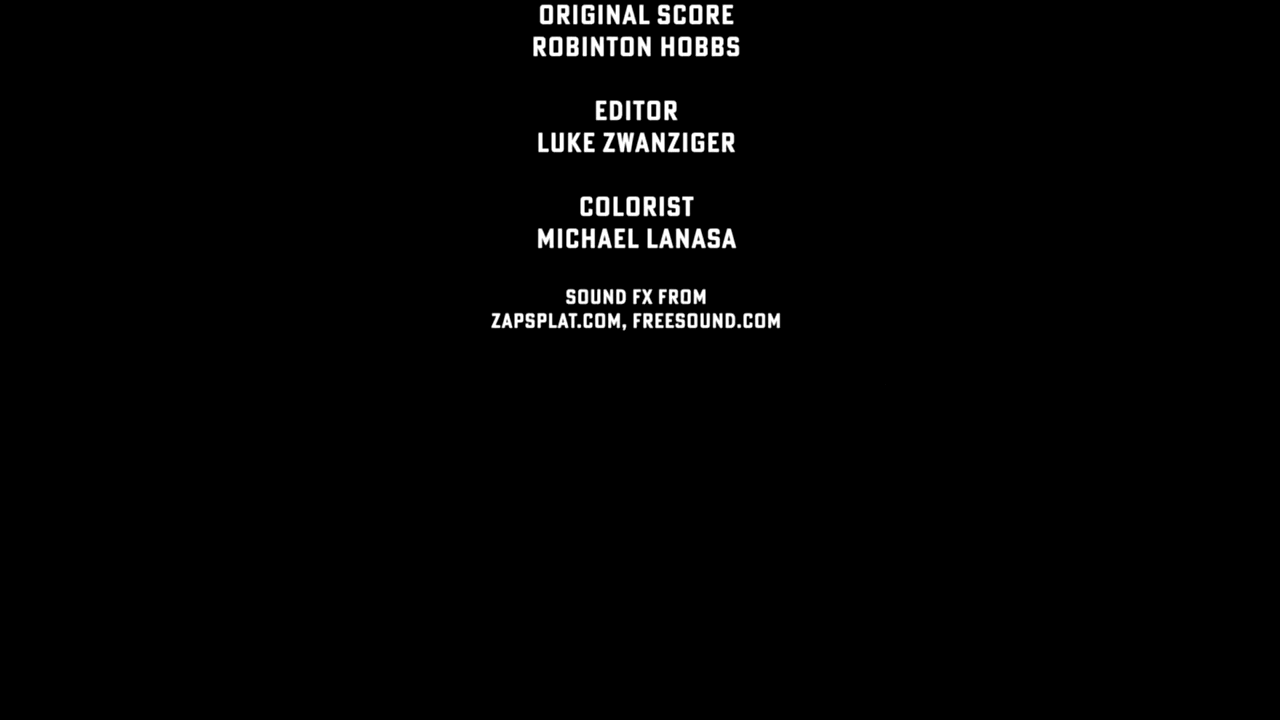 ORIGINAL SCORE
ROBINTON HOBBS
EDITOR
LUKE ZWANZIGER
COLORIST
MICHAEL LANASA
SOUND FX FROM
ZAPSPLAT.COM, FREESOUND.COM